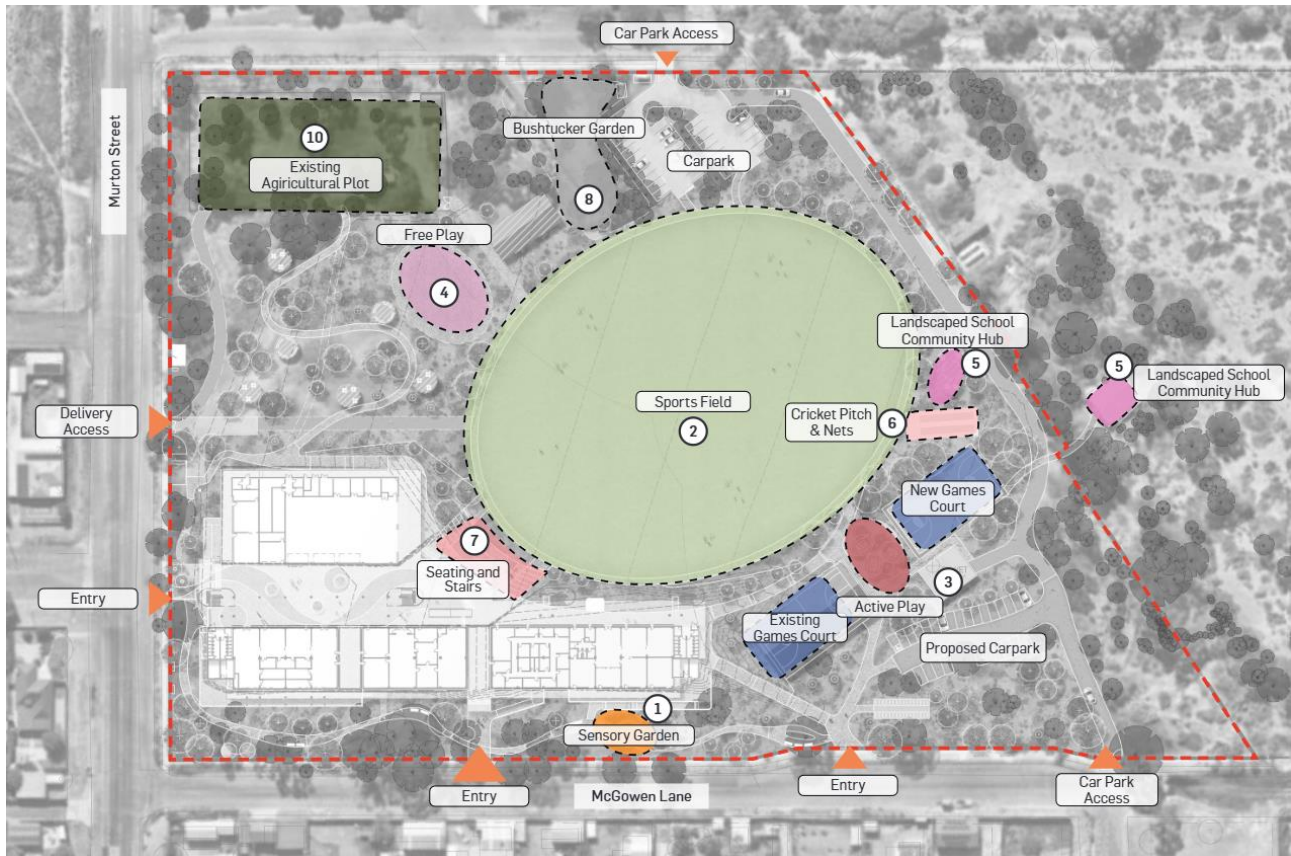 Car Park Access
Murton Street
10
Existing
Agiricultural Plot
Bushtucker Garden
Carpark
8
Free Play
4
Landscaped School
Community Hub
5
5
Landscaped School
Community Hub
Delivery
Access
Sports Field
2
Cricket Pitch
& Nets
6
New Games
Court
7
Seating and
Stairs
Entry
3
Active Play
Existing
Games Court
Proposed Carpark
1
Sensory Garden
Entry
McGowen Lane
Entry
Car Park
Access